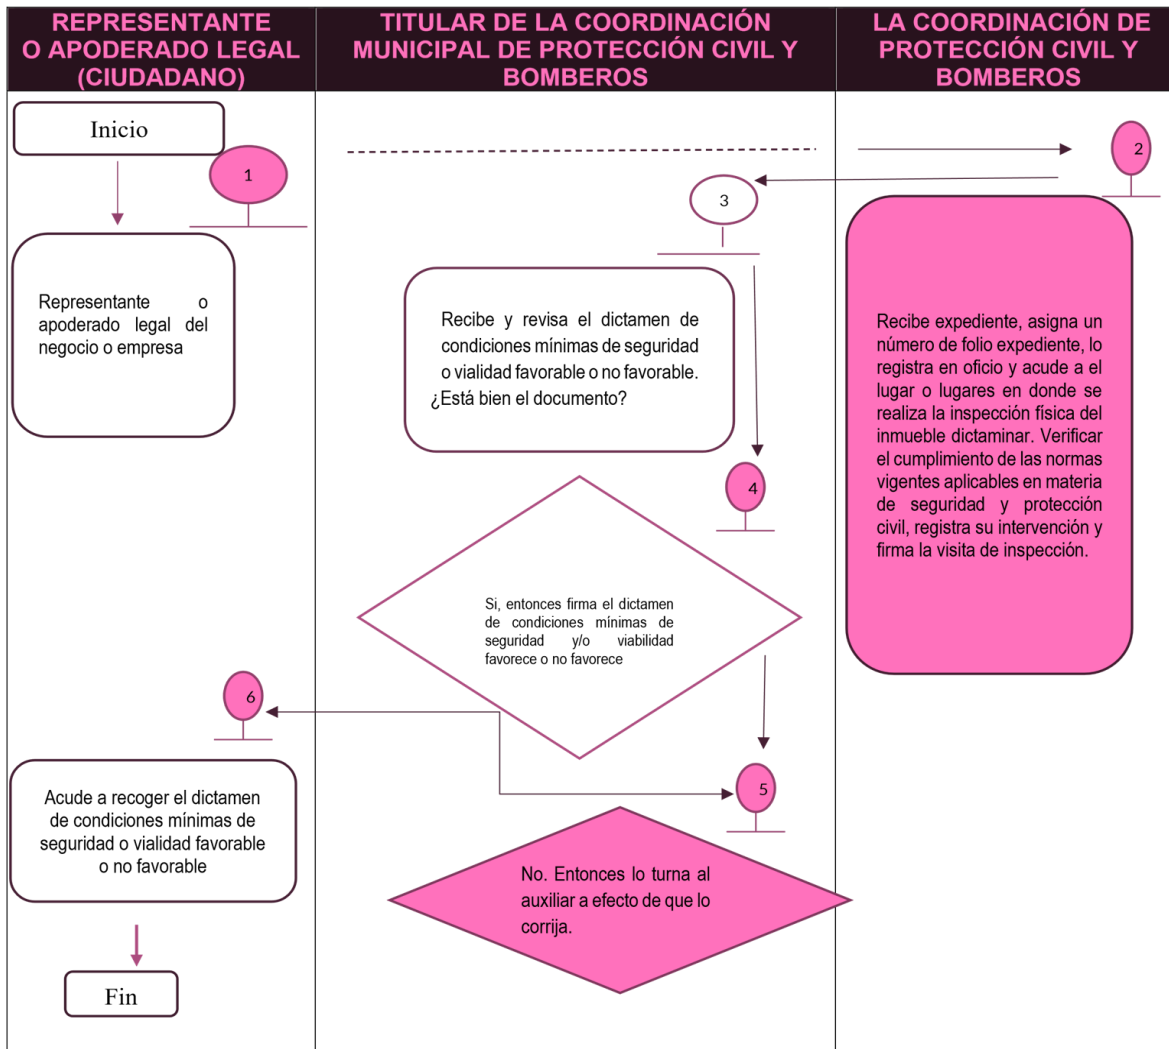 REPRESENTANTE
O APODERADO LEGAL
(CIUDADANO)
TITULAR DE LA COORDINACIÓN
MUNICIPAL DE PROTECCIÓN CIVIL Y
BOMBEROS
LA COORDINACIÓN DE
PROTECCIÓN CIVIL Y
BOMBEROS
Inicio
1
Representante o
apoderado legal del
negocio o empresa
2
Recibe expediente, asigna un
número de folio expediente, lo
registra en oficio y acude a el
lugar o lugares en donde se
realiza la inspección física del
inmueble dictaminar. Verificar
el cumplimiento de las normas
vigentes aplicables en materia
de seguridad y protección
civil, registra su intervención y
firma la visita de inspección.
3
Recibe y revisa el dictamen de
condiciones mínimas de seguridad
o vialidad favorable o no favorable.
¿Está bien el documento?
4
Si, entonces firma el dictamen
de condiciones mínimas de
seguridad y/o viabilidad
favorece o no favorece
5
No. Entonces lo turna al
auxiliar a efecto de que lo
corrija.
6
Acude a recoger el dictamen
de condiciones mínimas de
seguridad o vialidad favorable
o no favorable
Fin